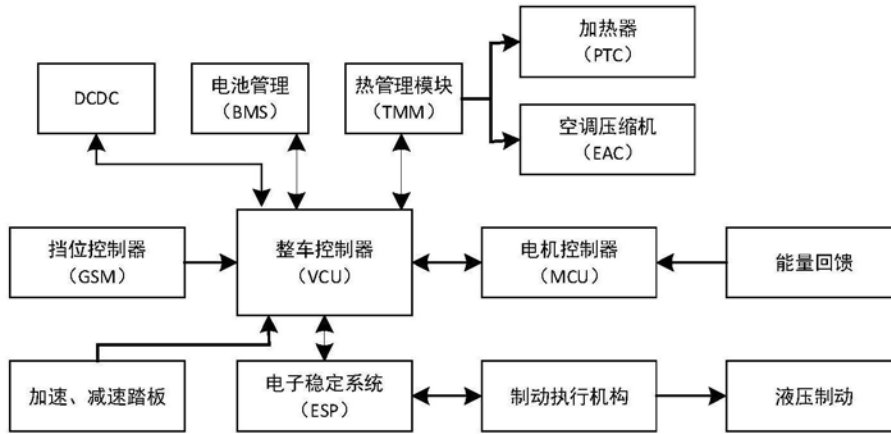 加热器
（PTC）
DCDC
电池管理
（BMS）
热管理模块
（TMM）
空调压缩机
（EAC）
挡位控制器
（GSM）
整车控制器
（VCU）
电机控制器
（MCU）
能量回馈
加速、减速踏板
电子稳定系统
（ESP）
制动执行机构
液压制动